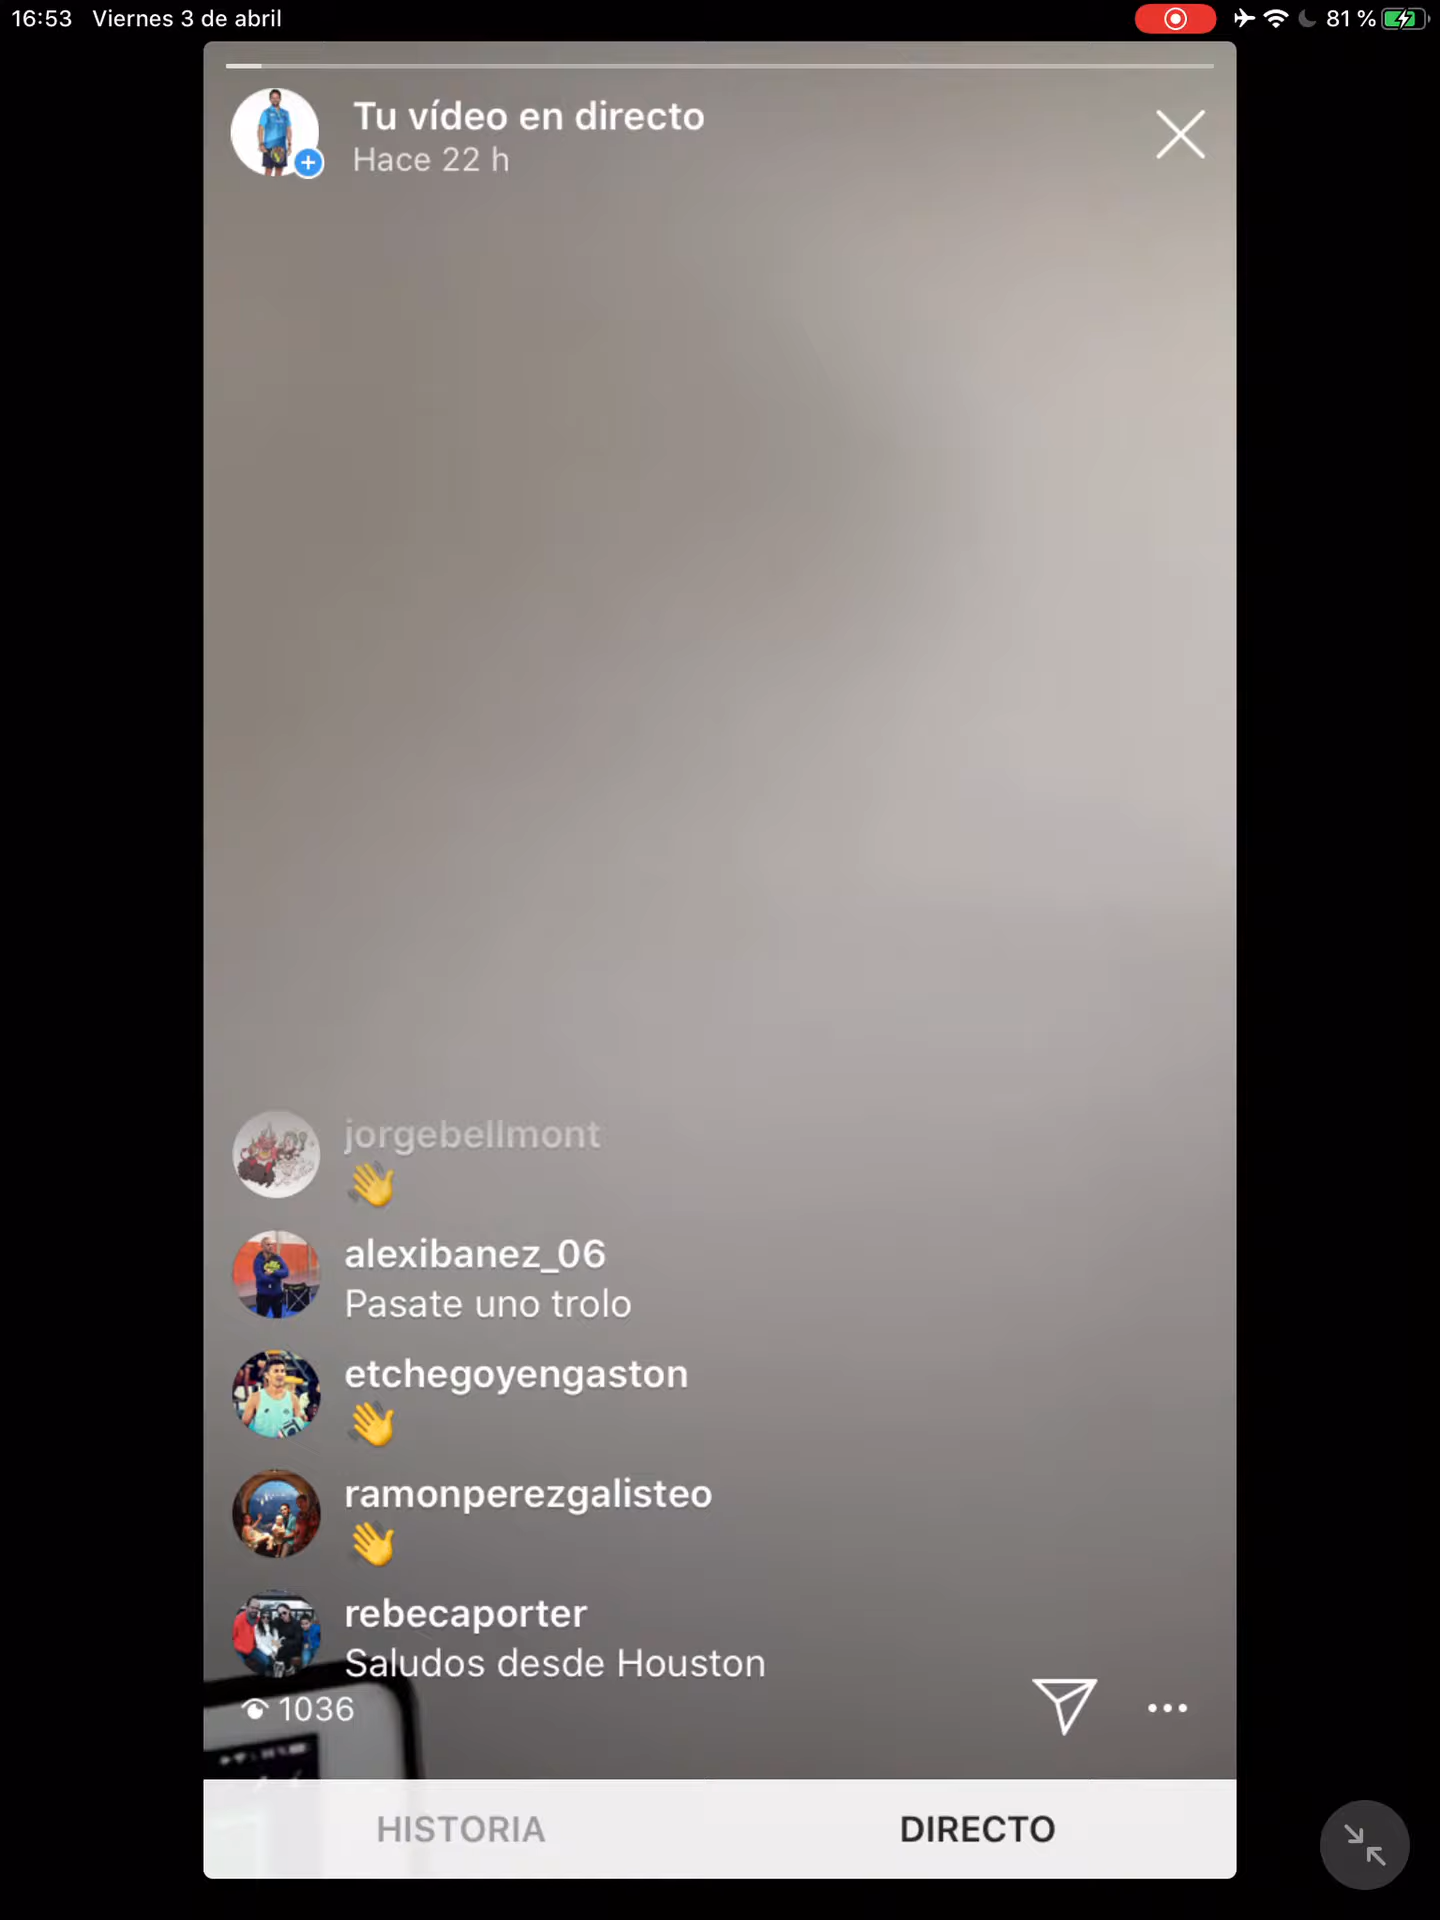 16:53 Viernes 3 de abril 81 %
Tu vídeo en directo
Hace 22 h
jorgebellmont
👋
alexibanez_06
Pasate uno trolo
etchegoyengaston
👋
ramonperezgalisteo
👋
rebecaporter
Saludos desde Houston
1036
HISTORIA DIRECTO